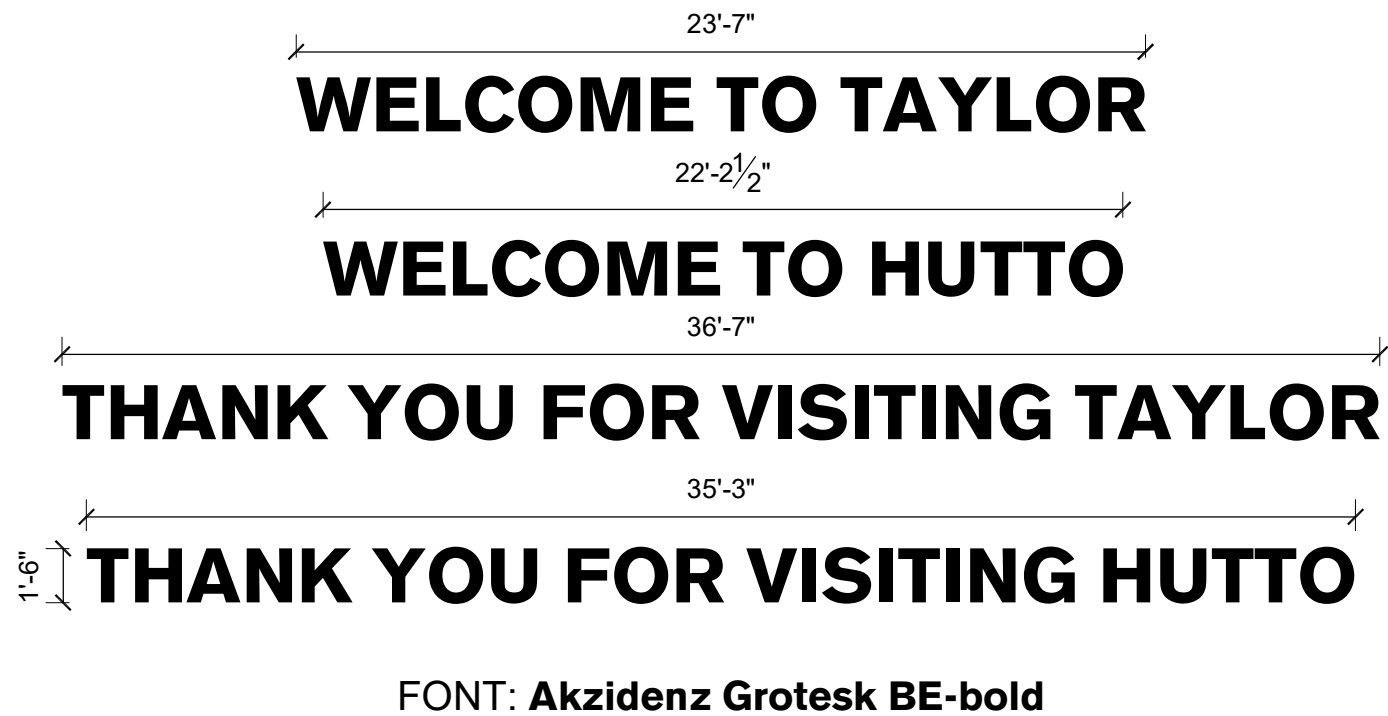 23'-7"
WELCOME TO TAYLOR
22'-2½"
WELCOME TO HUTTO
36'-7"
THANK YOU FOR VISITING TAYLOR
35'-3"
1'-6"
THANK YOU FOR VISITING HUTTO
FONT: Akzidenz Grotesk BE-bold